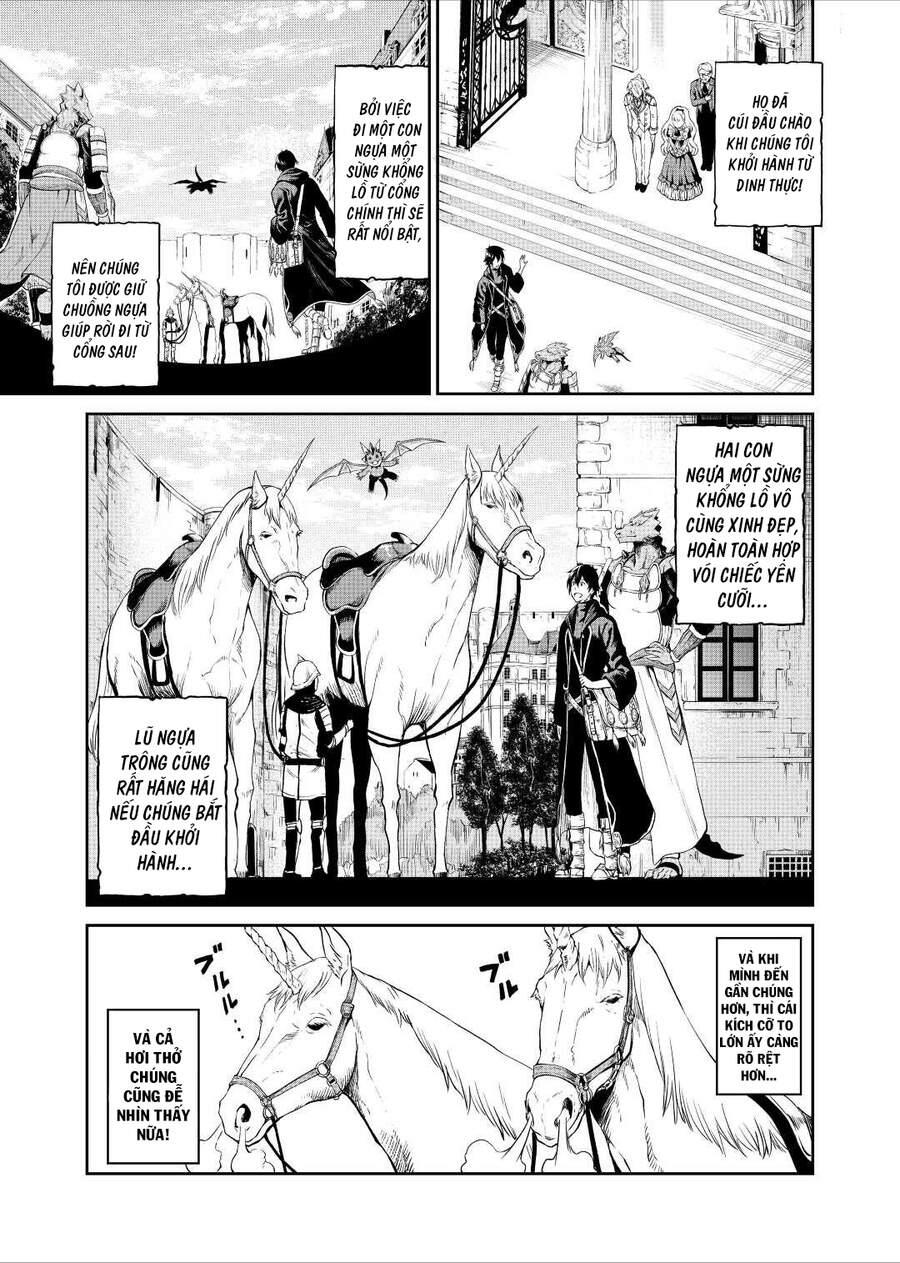 HỌ ĐÃ
CÚI ĐẦU CHÀO
KHI CHÚNG TÔI
KHỞI HÀNH TỪ
DINH THỰC!
BỞI VIỆC
ĐI MỘT CON
NGỰA MỘT
SỪNG KHỔNG
LỒ TỪ CỔNG
CHÍNH THÌ SẼ
RẤT NỔI BẬT,
NÊN CHÚNG
TÔI ĐƯỢC GIỮ
CHUỒNG NGỰA
GIÚP RỜI ĐI TỪ
CỔNG SAU!
HAI CON
NGỰA MỘT SỪNG
KHỔNG LỒ VÔ
CÙNG XINH ĐẸP,
HOÀN TOÀN HỢP
VÓI CHIẾC YÊN
CƯỠI...
LŨ NGỰA
TRÔNG CŨNG
RẤT HĂNG HÁI
NẾU CHÚNG BẮT
ĐẦU KHỞI
HÀNH...
VẢ KHI
MÌNH ĐẾN
GẦN CHÚNG
HƠN, THÌ CÁI
KÍCH CỠ TO
LỚN ẤY CẢNG
RÕ RỆT
HƠN...
ブルル...
ブルル...
VÀ CẢ
HƠI THỞ
CHÚNG
CŨNG ĐỄ
NHÌN THẤY
NỮA!